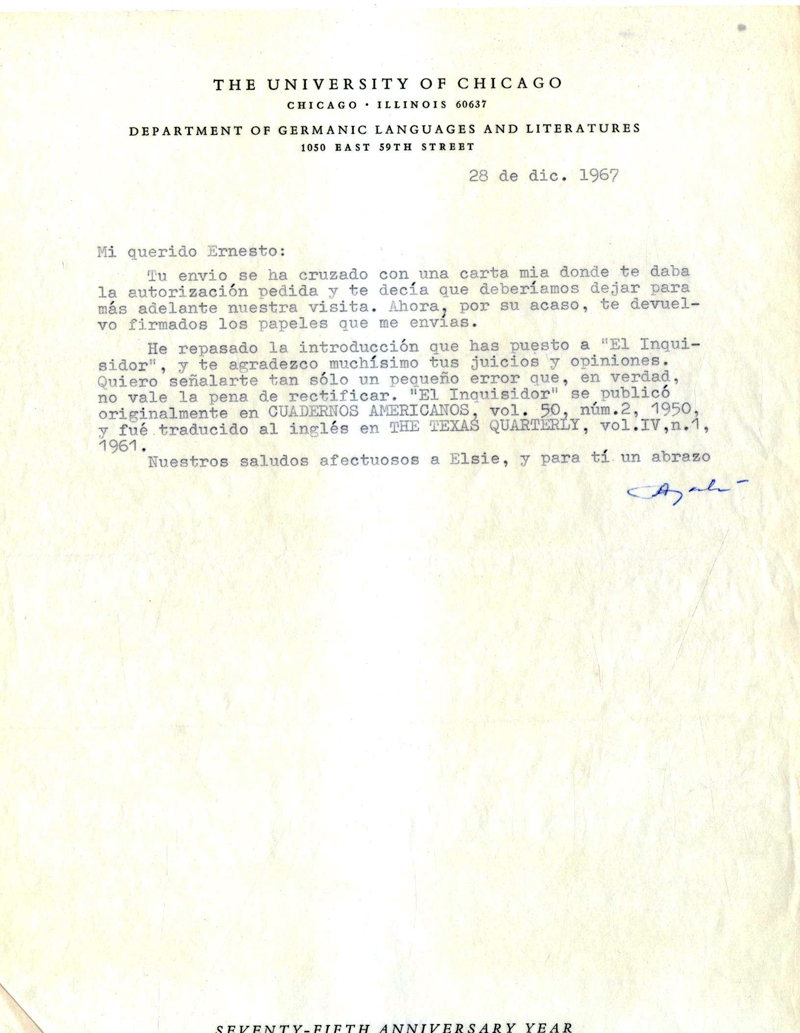 THE UNIVERSITY OF CHICAGO
CHICAGO • ILLINOIS 60637
DEPARTMENT OF GERMANIC LANGUAGES AND LITERATURES
1050 EAST 59TH STREET
28 de dic. 1967
Mi querido Ernesto:
Tu envio se ha cruzado con una carta mia donde te daba
la autorización pedida y te decía que deberíamos dejar para
más adelante nuestra visita. Ahora, por su acaso, te devuel-
vo firmados los papeles que me envías.
He repasado la introducción que has puesto a "El Inqui-
sidor", y te agradezco muchísimo tus juicios y opiniones.
Quiero señalarte tan sólo un pequeño error que, en verdad,
no vale la pena de rectificar. "El Inquisidor" se publicó
originalmente en CUADERNOS AMERICANOS, vol. 50, núm.2, 1950,
y fué traducido al inglés en THE TEXAS QUARTERLY, vol.IV,n.1,
1961.
Nuestros saludos afectuosos a Elsie, y para tí un abrazo
Ayala
SEVENTY-FIFTH ANNIVERSARY YEAR